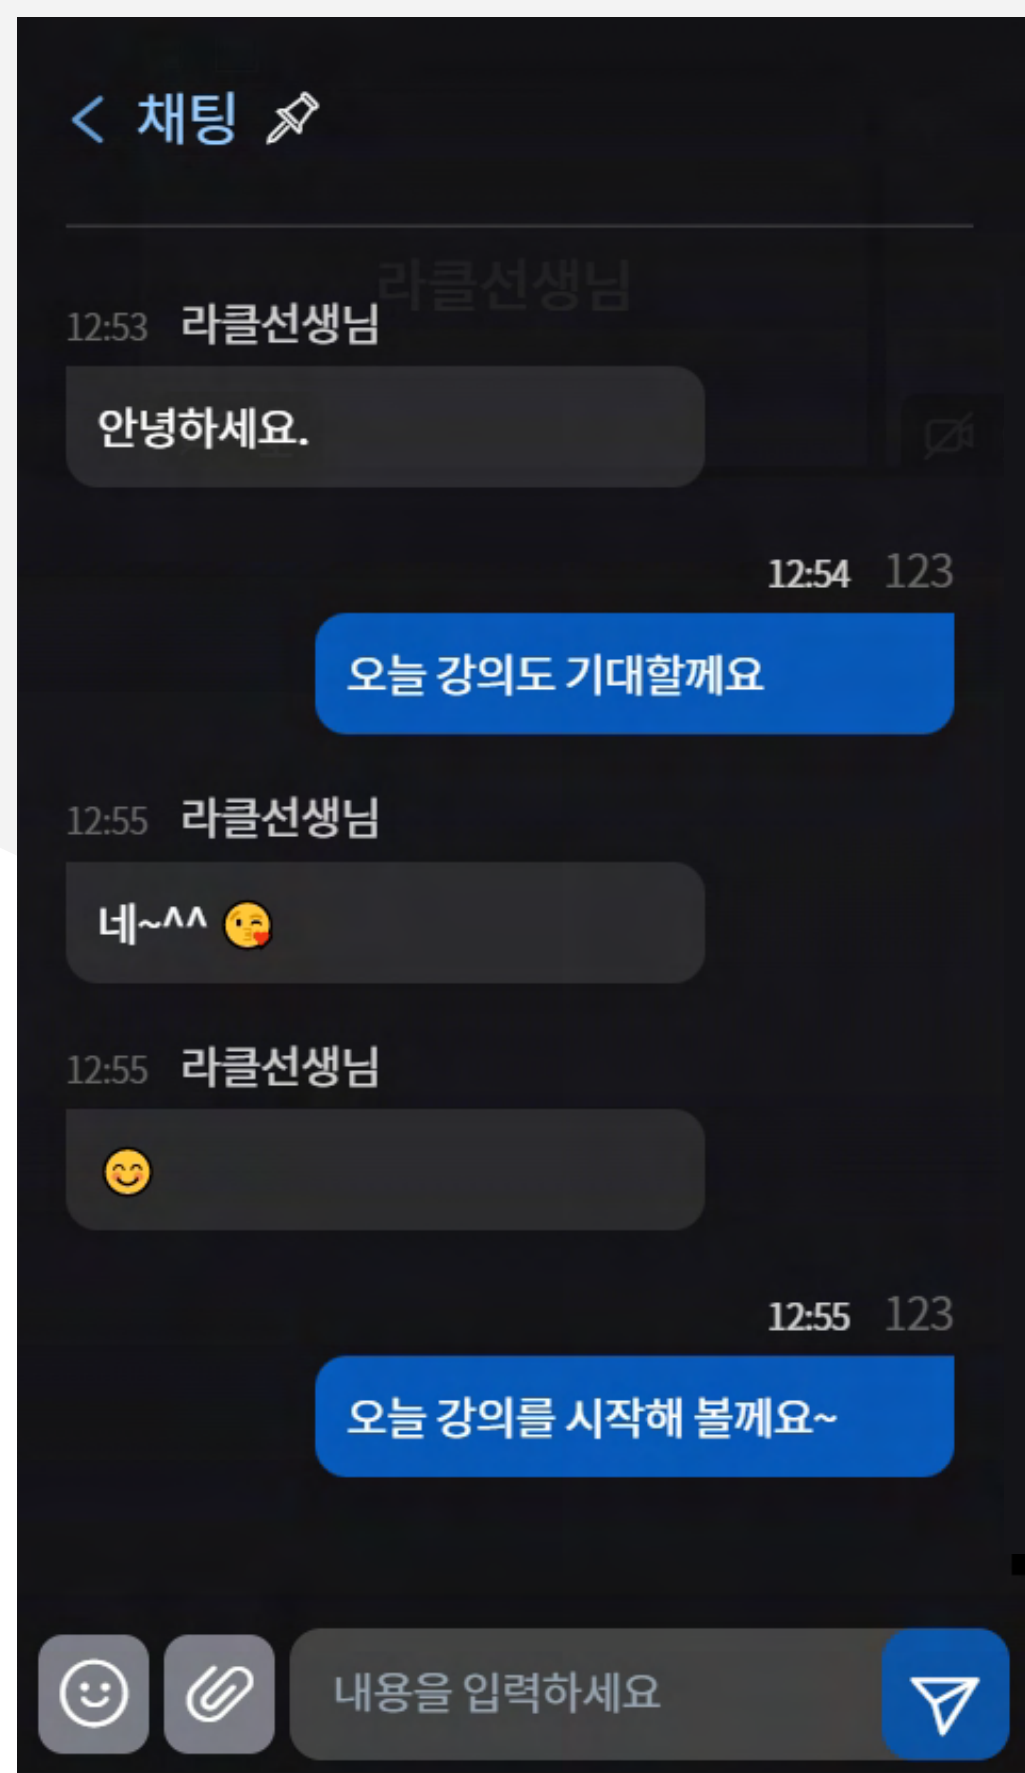 채팅
라클선생님
12:53 라클선생님
안녕하세요.
12:54 123
오늘 강의도 기대할께요
12:55 라클선생님
네~^^ 😘
12:55 라클선생님
😊
12:55 123
오늘 강의를 시작해 볼께요~
내용을 입력하세요